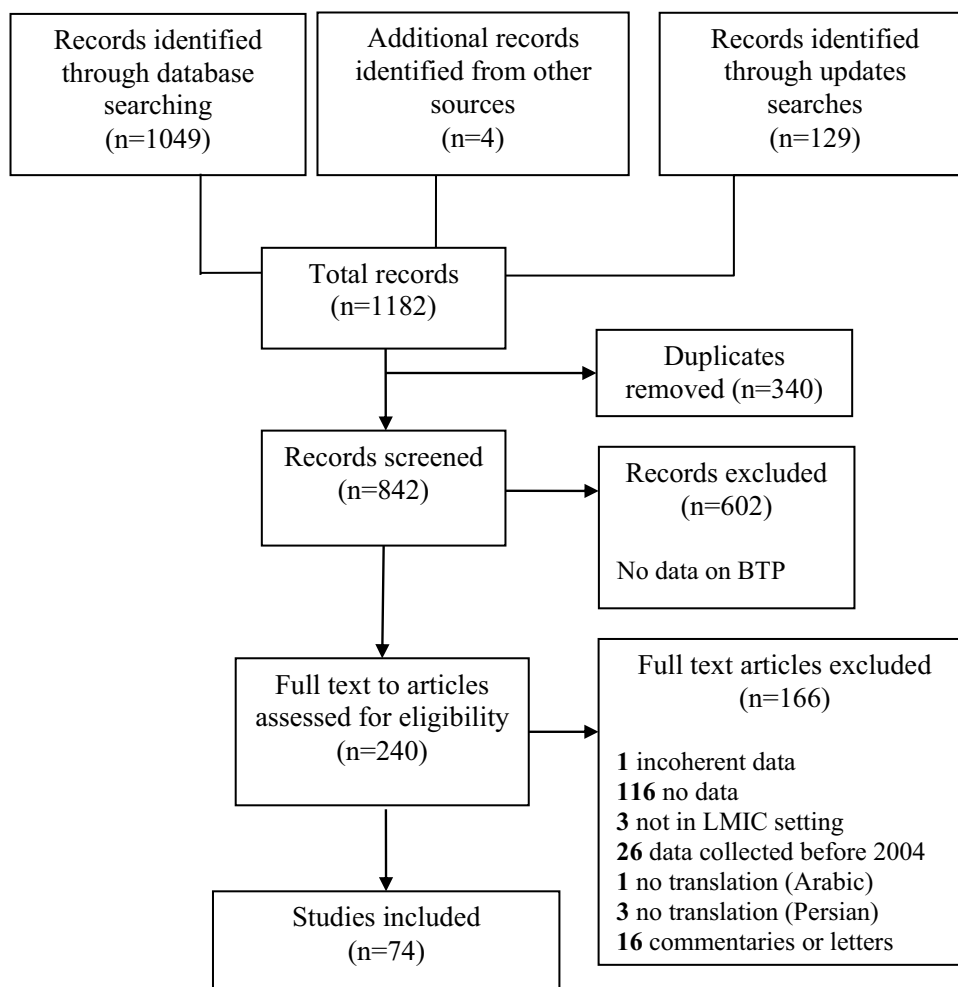 Records identified
through database
searching
(n=1049)
Additional records
identified from other
sources
(n=4)
Records identified
through updates
searches
(n=129)
Total records
(n=1182)
Duplicates
removed (n=340)
Records screened
(n=842)
Records excluded
(n=602)
No data on BTP
Full text to articles
assessed for eligibility
(n=240)
Full text articles excluded
(n=166)
1 incoherent data
116 no data
3 not in LMIC setting
26 data collected before 2004
1 no translation (Arabic)
3 no translation (Persian)
16 commentaries or letters
Studies included
(n=74)